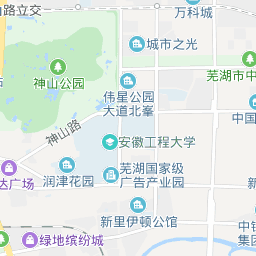 山路立交
万科城
城市之光
神山公园
芜湖市中
伟星公园
大道北峯
神山路
中国
安徽工程大学
芜湖国家级
广告产业园
达广场
润津花园
新里伊顿公馆
中铁
集团
绿地缤纷城